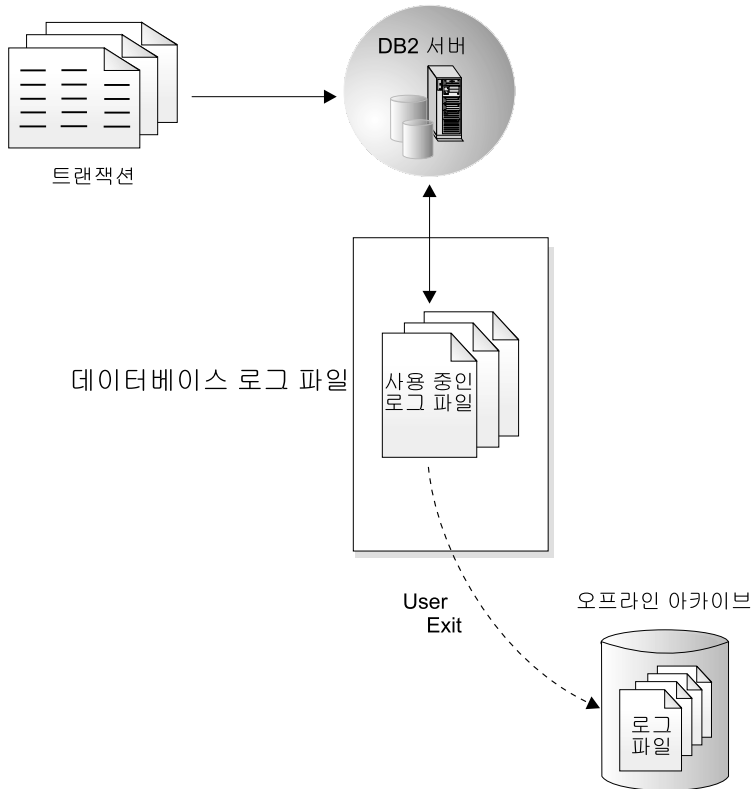 DB2 서버
트랜잭션
데이터베이스 로그 파일
사용 중인
로그 파일
User
Exit
오프라인 아카이브
로그
파일